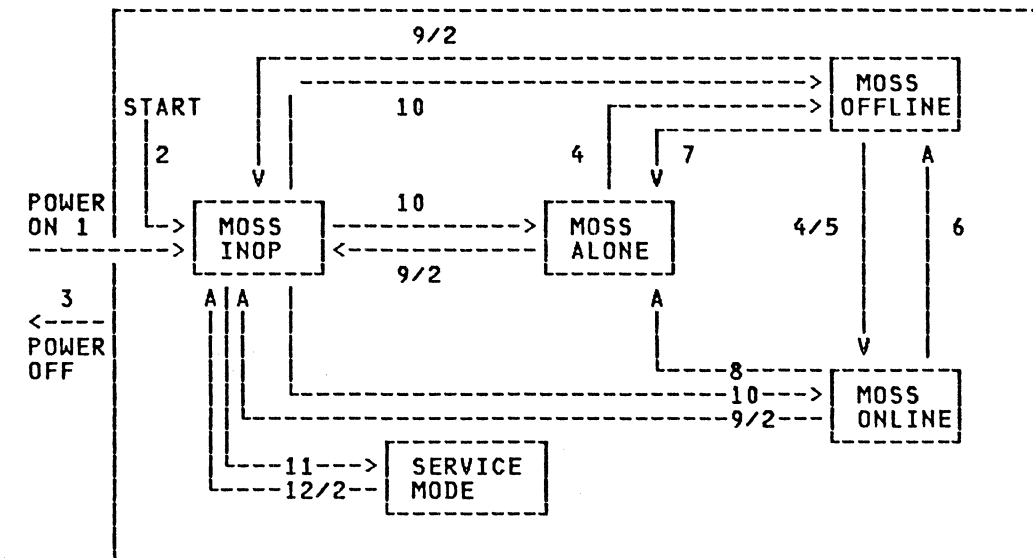 9/2
MOSS
OFFLINE
10
START
2
4
7
POWER
ON 1
MOSS
INOP
10
9/2
MOSS
ALONE
4/5
6
3
POWER
OFF
8
10
9/2
MOSS
ONLINE
11
12/2
SERVICE
MODE